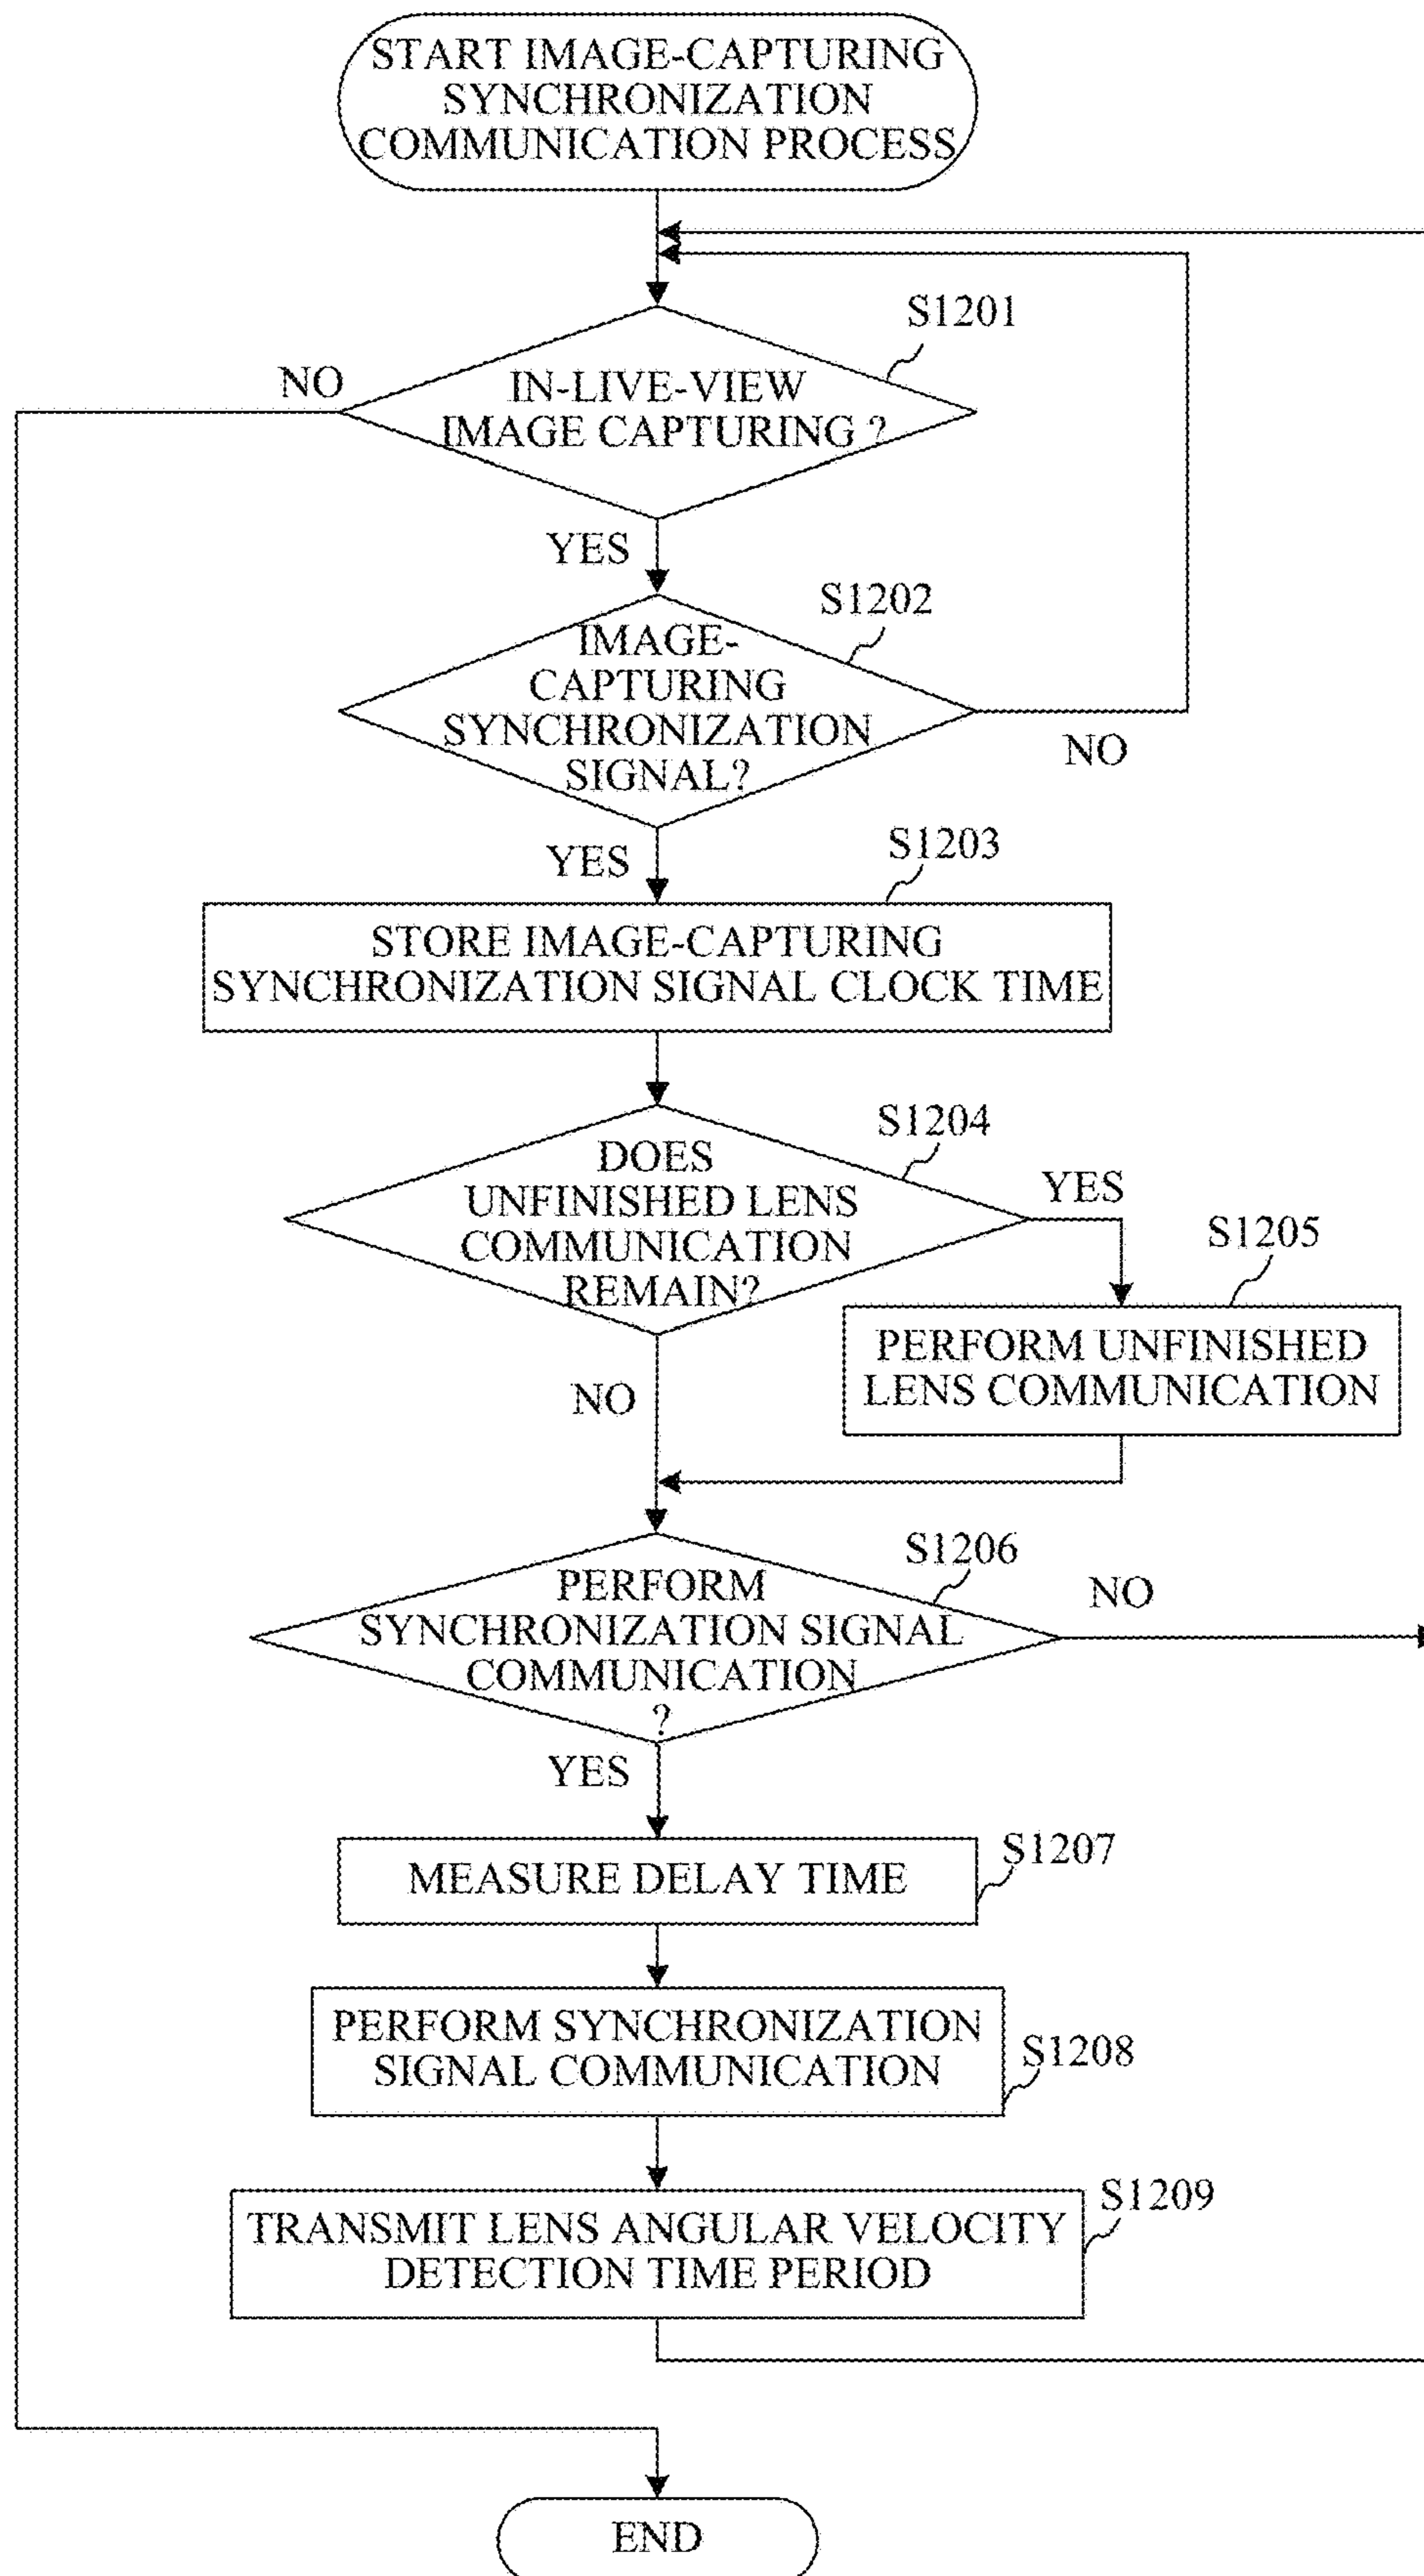 START IMAGE-CAPTURING
SYNCHRONIZATION
COMMUNICATION PROCESS
S1201
NO
IN-LIVE-VIEW
IMAGE CAPTURING ?
YES
S1202
IMAGE-
CAPTURING
SYNCHRONIZATION
SIGNAL?
NO
YES
S1203
STORE IMAGE-CAPTURING
SYNCHRONIZATION SIGNAL CLOCK TIME
S1204
DOES
UNFINISHED LENS
COMMUNICATION
REMAIN?
YES
S1205
PERFORM UNFINISHED
LENS COMMUNICATION
NO
S1206
PERFORM
SYNCHRONIZATION SIGNAL
COMMUNICATION
?
NO
YES
S1207
MEASURE DELAY TIME
PERFORM SYNCHRONIZATION
SIGNAL COMMUNICATION
S1208
S1209
TRANSMIT LENS ANGULAR VELOCITY
DETECTION TIME PERIOD
END